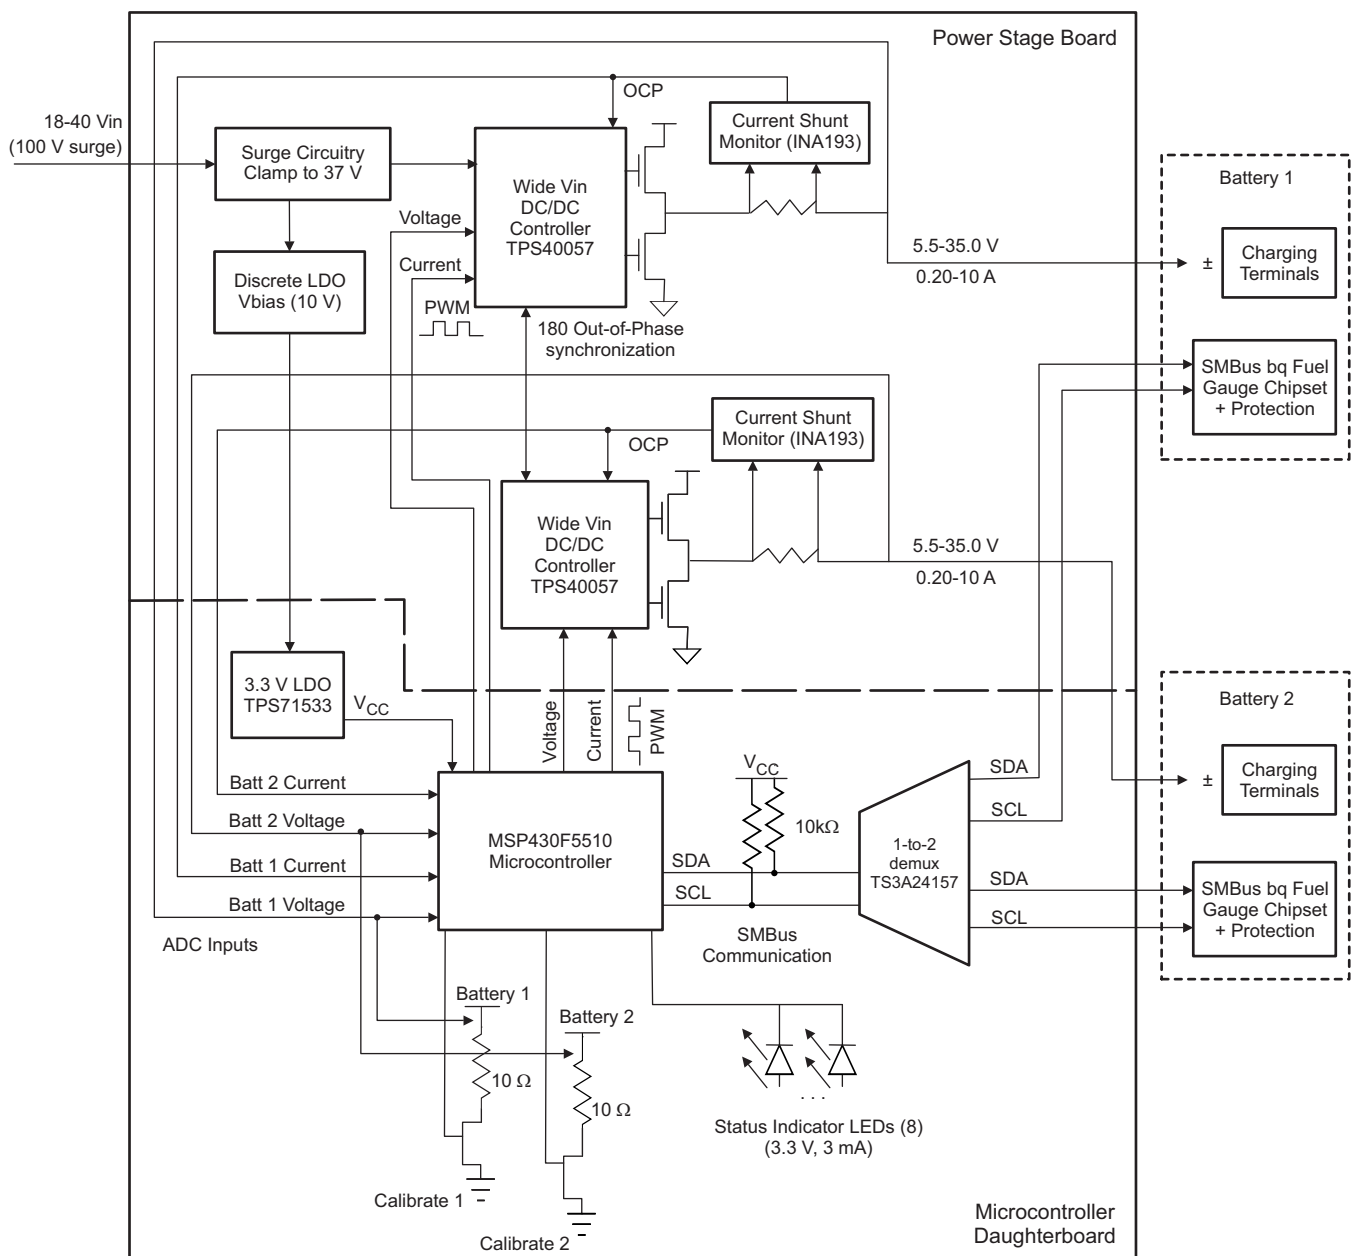 Power Stage Board
OCP
18-40 Vin
(100 V surge)
Surge Circuitry
Clamp to 37 V
Wide Vin
DC/DC
Controller
TPS40057
Current Shunt
Monitor (INA193)
Voltage
Current
PWM
Discrete LDO
Vbias (10 V)
180 Out-of-Phase
synchronization
5.5-35.0 V
0.20-10 A
Battery 1
±
Charging
Terminals
SMBus bq Fuel
Gauge Chipset
+ Protection
Current Shunt
Monitor (INA193)
OCP
Wide Vin
DC/DC
Controller
TPS40057
5.5-35.0 V
0.20-10 A
3.3 V LDO
TPS71533
VCC
Voltage
Current
PWM
Battery 2
±
Charging
Terminals
SMBus bq Fuel
Gauge Chipset
+ Protection
Batt 2 Current
Batt 2 Voltage
Batt 1 Current
Batt 1 Voltage
ADC Inputs
MSP430F5510
Microcontroller
VCC
10kΩ
SDA
SCL
SMBus
Communication
1-to-2
demux
TS3A24157
SDA
SCL
SDA
SCL
Battery 1
10 Ω
Calibrate 1
Battery 2
10 Ω
Calibrate 2
. . .
Status Indicator LEDs (8)
(3.3 V, 3 mA)
Microcontroller
Daughterboard